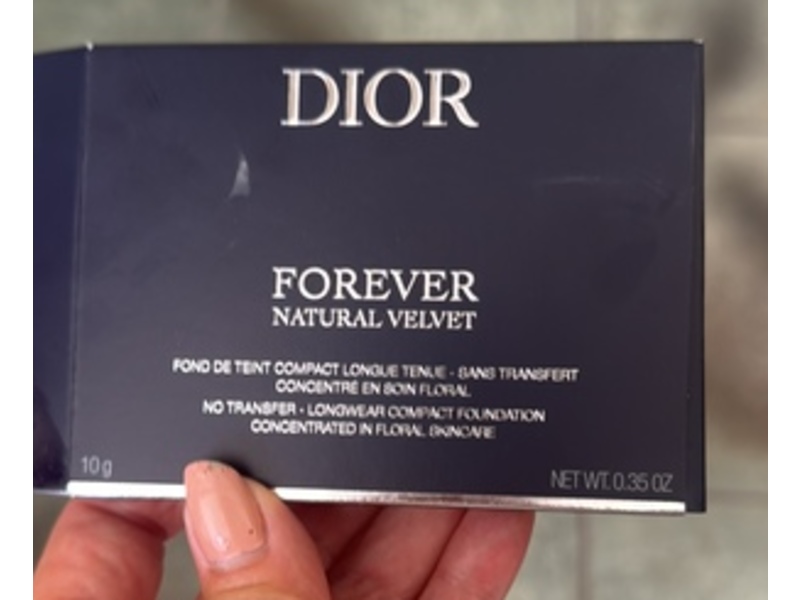 DIOR
FOREVER
NATURAL VELVET
FOND DE TEINT COMPACT LONGUE TENUE - SANS TRANSFERT
CONCENTRÉ EN SOIN FLORAL
NO TRANSFER - LONGWEAR COMPACT FOUNDATION
CONCENTRATED IN FLORAL SKINCARE
10 g
NET WT. 0.35 OZ